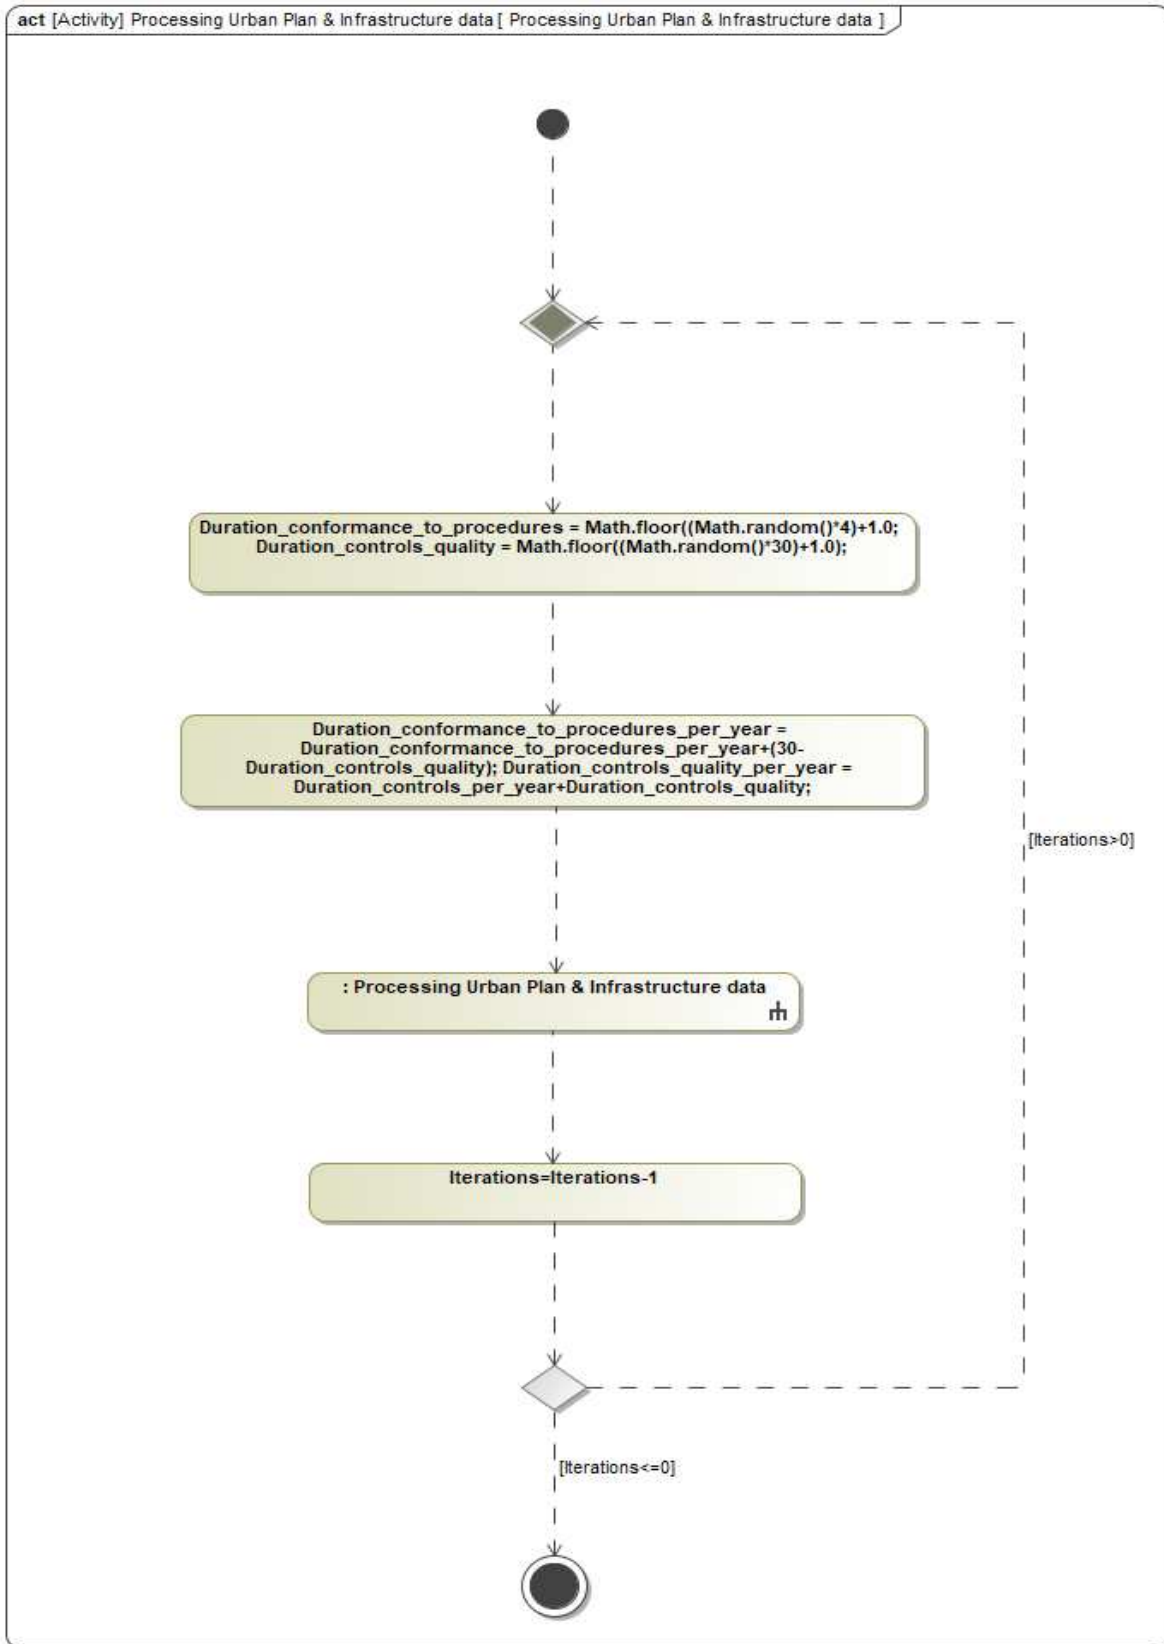 act [Activity] Processing Urban Plan & Infrastructure data [ Processing Urban Plan & Infrastructure data ]
Duration_conformance_to_procedures = Math.floor((Math.random()*4)+1.0;
Duration_controls_quality = Math.floor((Math.random()*30)+1.0);
Duration_conformance_to_procedures_per_year =
Duration_conformance_to_procedures_per_year+(30-
Duration_controls_quality); Duration_controls_quality_per_year =
Duration_controls_per_year+Duration_controls_quality;
[Iterations>0]
: Processing Urban Plan & Infrastructure data
Iterations=Iterations-1
[Iterations<=0]